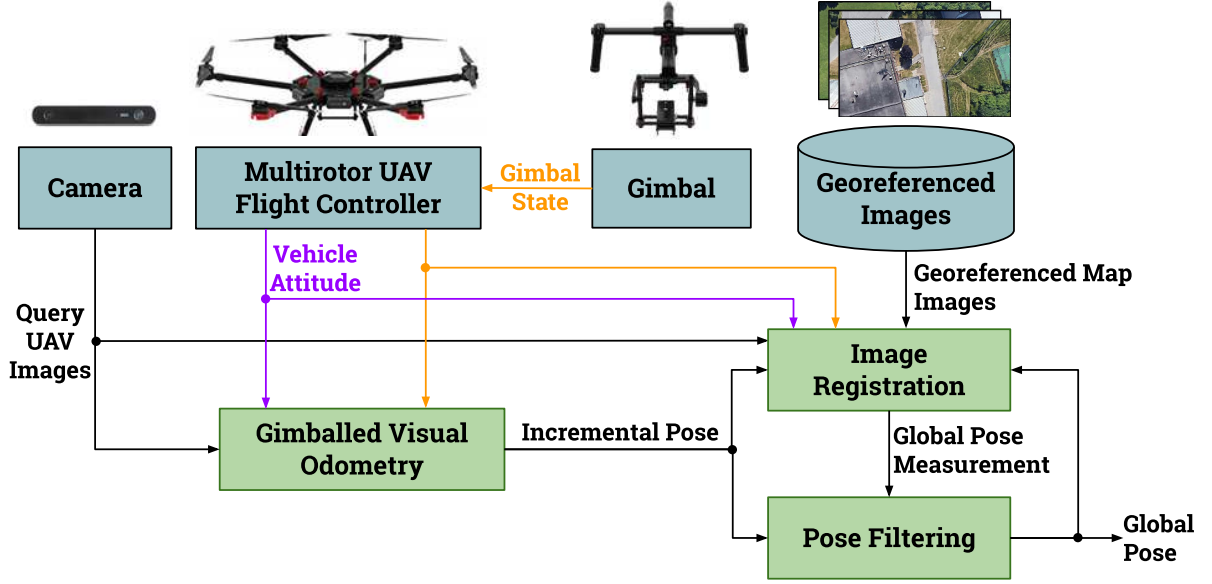 Camera
Multirotor UAV
Flight Controller
Gimbal
State
Gimbal
Georeferenced
Images
Vehicle
Attitude
Georeferenced Map
Images
Query
UAV
Images
Image
Registration
Gimballed Visual
Odometry
Incremental Pose
Global Pose
Measurement
Pose Filtering
Global
Pose